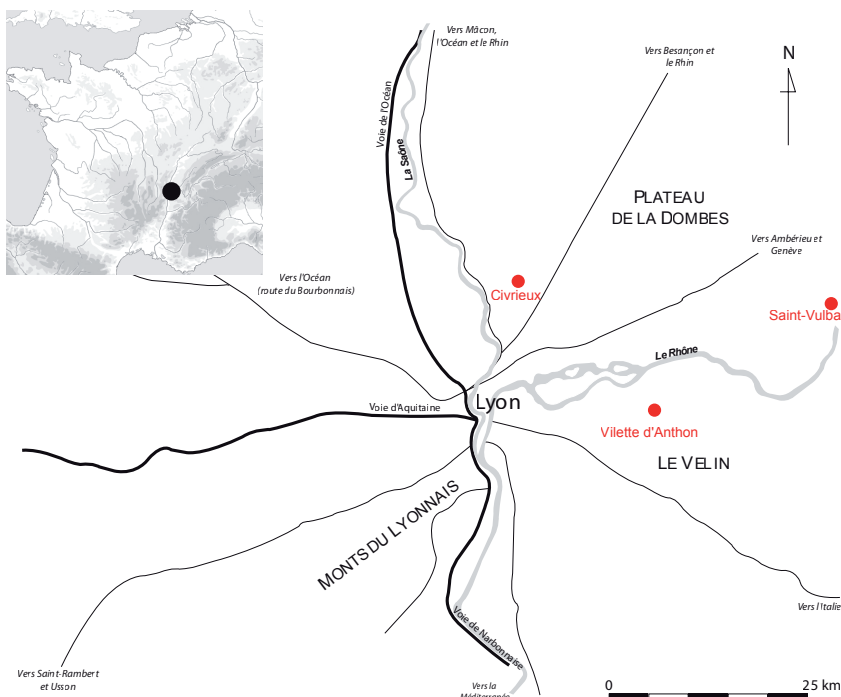 Vers Mâcon,
l'Océan et le Rhin
Vers Besançon et
le Rhin
N
Voie de l'Océan
La Saône
PLATEAU
DE LA DOMBES
Vers Ambérieu et
Genève
Vers l'Océan
(route du Bourbonnais)
Civrieux
Saint-Vulba
Le Rhône
Voie d'Aquitaine
Lyon
Vilette d'Anthon
LE VELIN
MONTS DU LYONNAIS
Vers l'Italie
Voie de Narbonnaise
Vers Saint-Rambert
et Usson
Vers la
Méditerranée
0 25 km